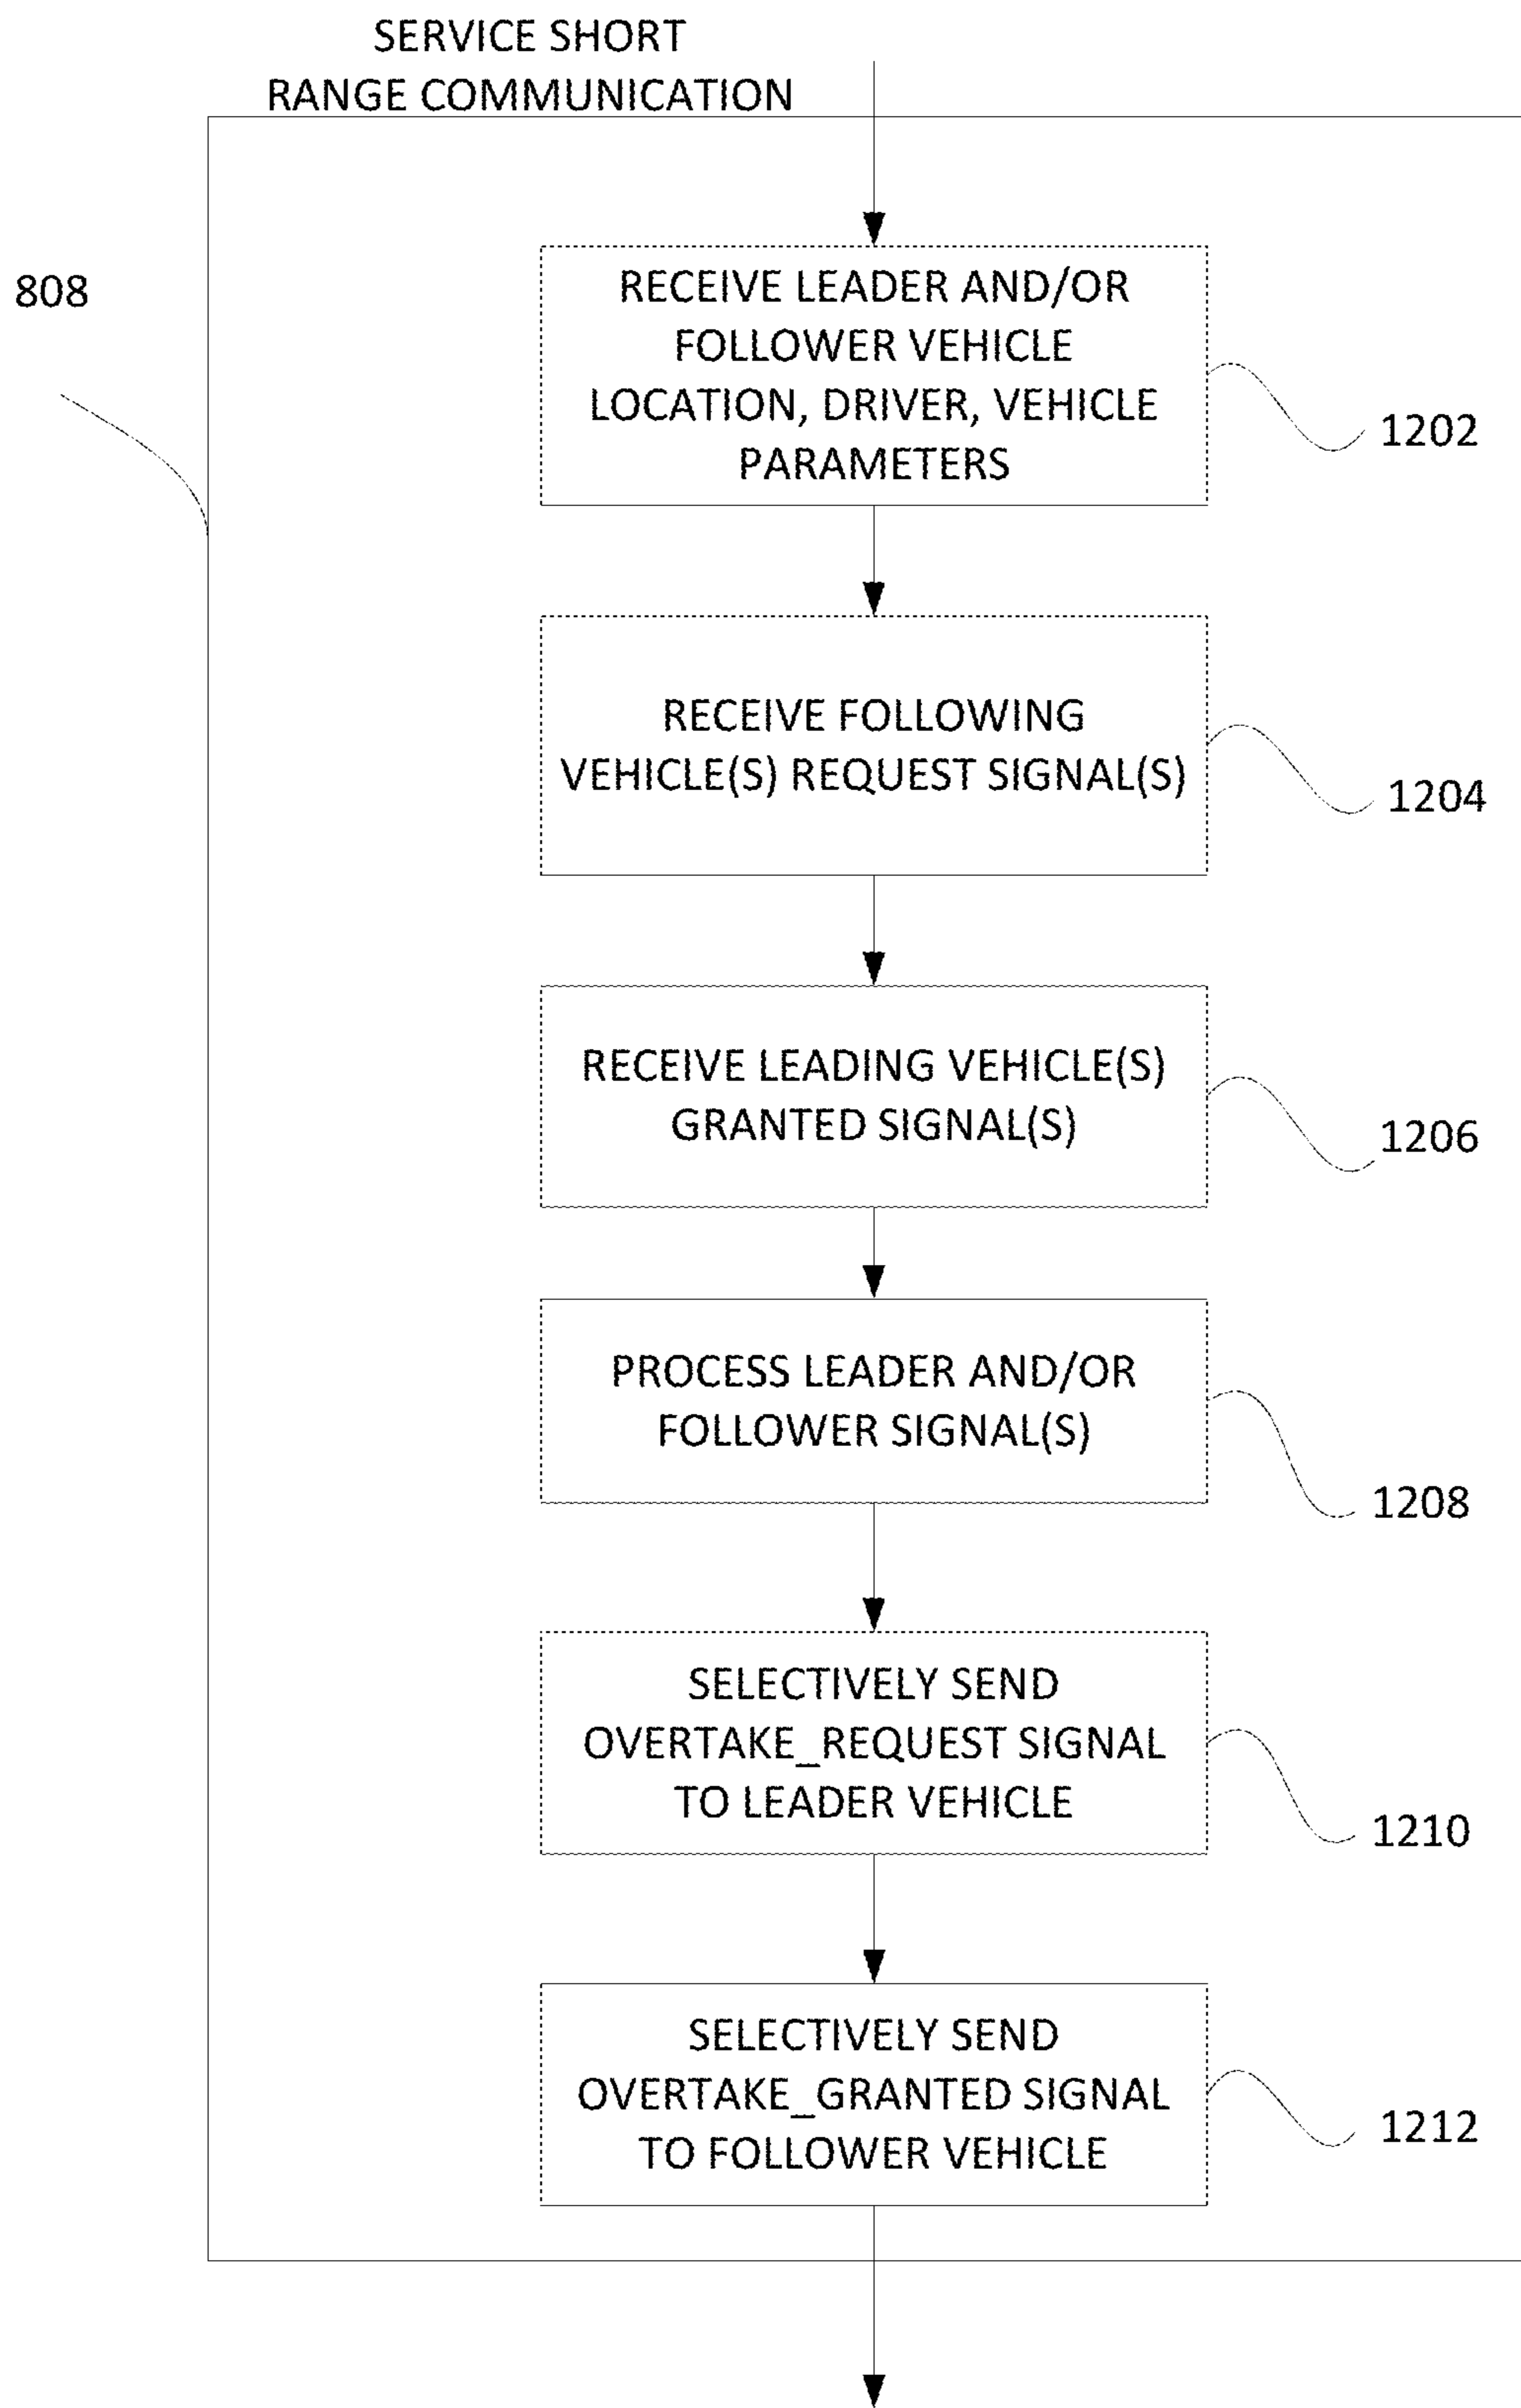 SERVICE SHORT
RANGE COMMUNICATION
808
RECEIVE LEADER AND/OR
FOLLOWER VEHICLE
LOCATION, DRIVER, VEHICLE
PARAMETERS
1202
RECEIVE FOLLOWING
VEHICLE(S) REQUEST SIGNAL(S)
1204
RECEIVE LEADING VEHICLE(S)
GRANTED SIGNAL(S)
1206
PROCESS LEADER AND/OR
FOLLOWER SIGNAL(S)
1208
SELECTIVELY SEND
OVERTAKE_REQUEST SIGNAL
TO LEADER VEHICLE
1210
SELECTIVELY SEND
OVERTAKE_GRANTED SIGNAL
TO FOLLOWER VEHICLE
1212